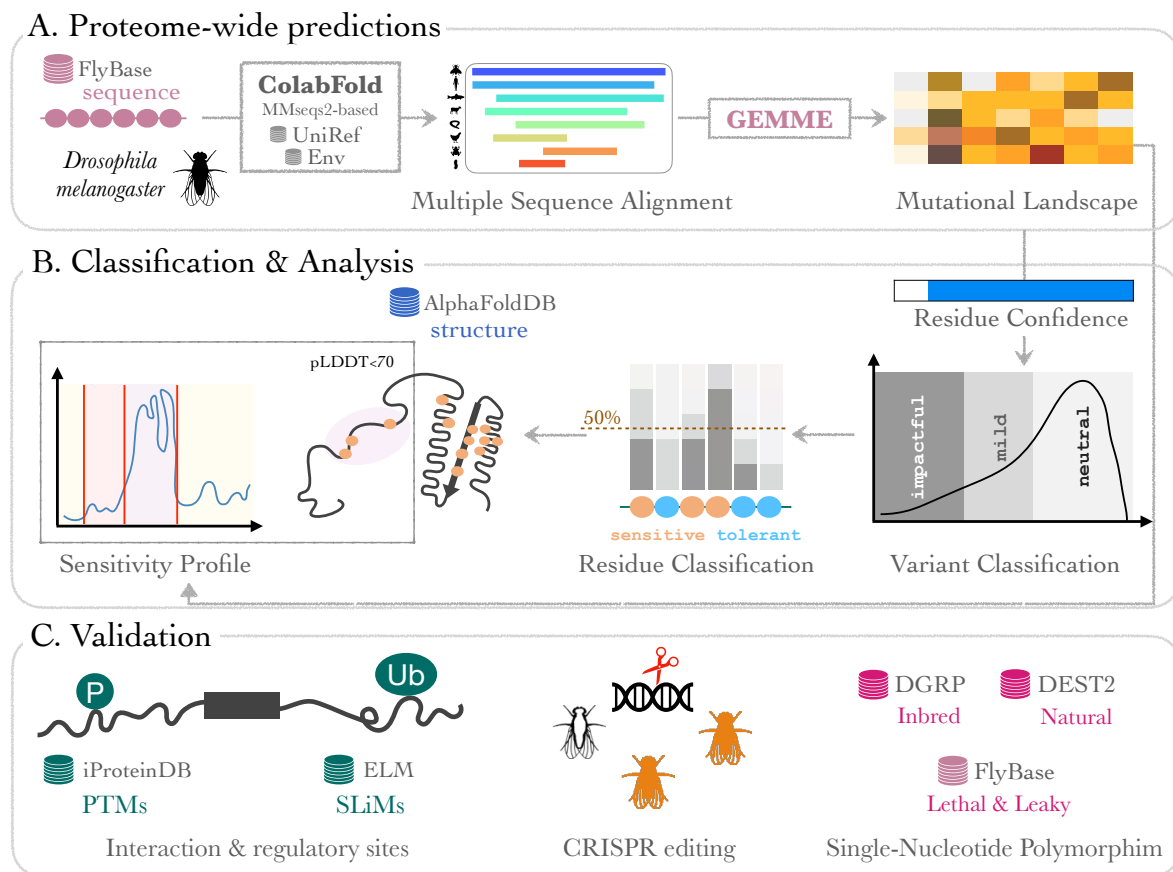 A. Proteome-wide predictions
FlyBase
sequence
Drosophila
melanogaster
ColabFold
MMseqs2-based
UniRef
Env
Multiple Sequence Alignment
GEMME
Mutational Landscape
B. Classification & Analysis
AlphaFoldDB
structure
Residue Confidence
pLDDT<70
50%
impactful
mild
neutral
sensitive tolerant
Sensitivity Profile
Residue Classification
Variant Classification
C. Validation
P
Ub
iProteinDB
PTMs
ELM
SLiMs
Interaction & regulatory sites
CRISPR editing
DGRP
Inbred
DEST2
Natural
FlyBase
Lethal & Leaky
Single-Nucleotide Polymorphim